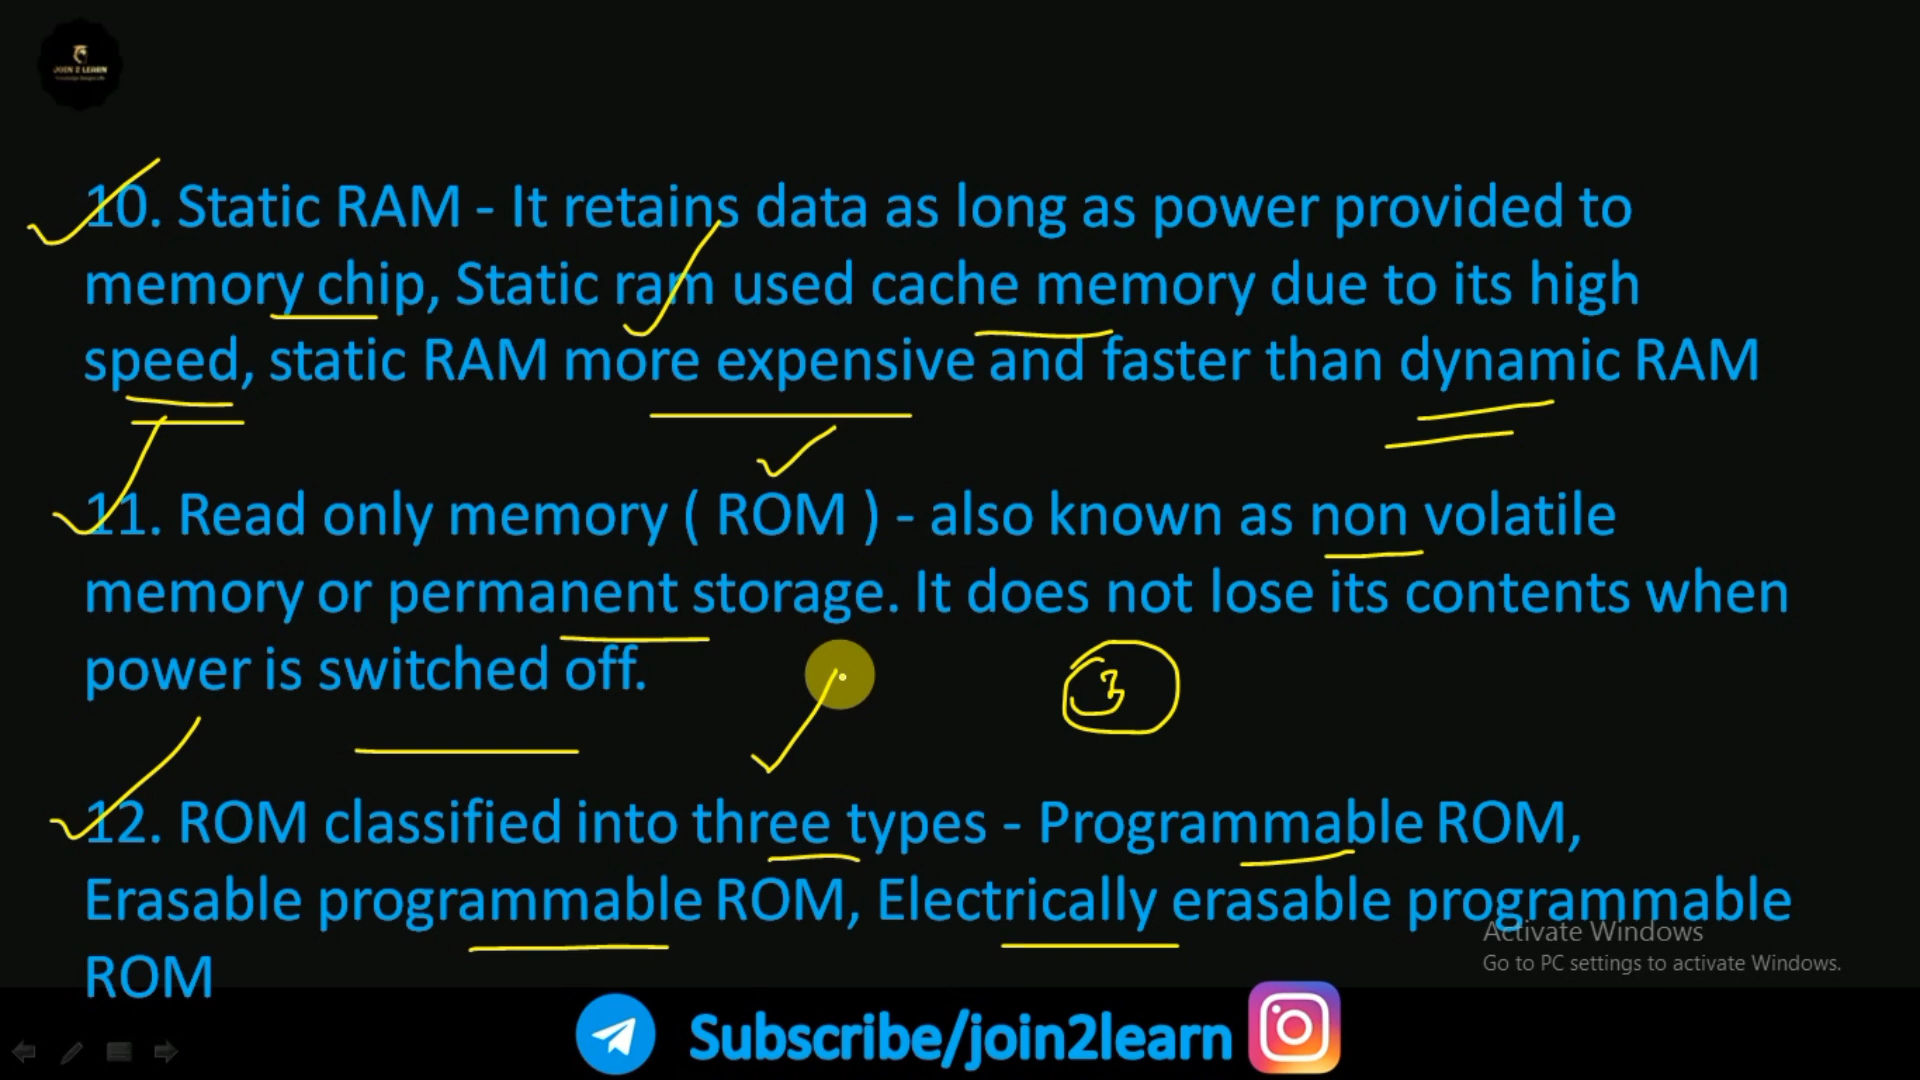 JOIN 2 LEARN
10. Static RAM - It retains data as long as power provided to
memory chip, Static ram used cache memory due to its high
speed, static RAM more expensive and faster than dynamic RAM
11. Read only memory ( ROM ) - also known as non volatile
memory or permanent storage. It does not lose its contents when
power is switched off.
3
12. ROM classified into three types - Programmable ROM,
Erasable programmable ROM, Electrically erasable programmable
ROM
Activate Windows
Go to PC settings to activate Windows.
Subscribe/join2learn